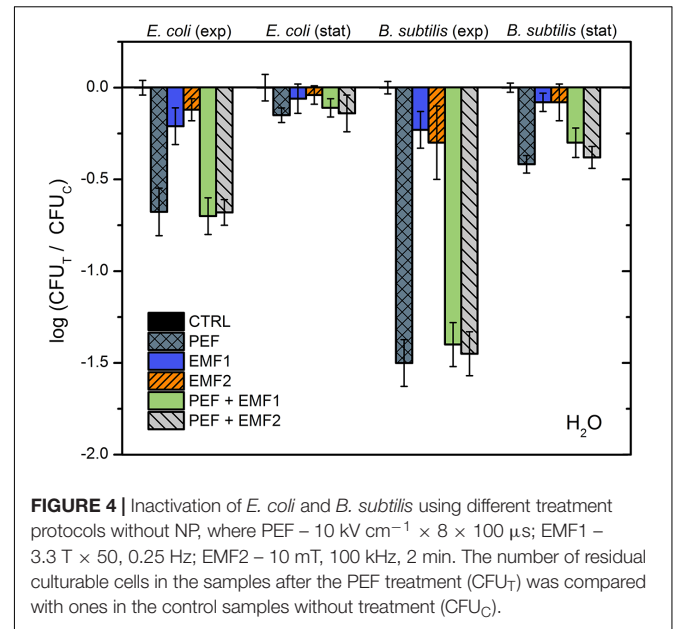 E. coli (exp) E. coli (stat) B. subtilis (exp) B. subtilis (stat)
0.0
-0.5
-1.0
-1.5
-2.0
log (CFU_T / CFU_C)
CTRL
PEF
EMF1
EMF2
PEF + EMF1
PEF + EMF2
H₂O
FIGURE 4 | Inactivation of E. coli and B. subtilis using different treatment
protocols without NP, where PEF – 10 kV cm⁻¹ × 8 × 100 μs; EMF1 –
3.3 T × 50, 0.25 Hz; EMF2 – 10 mT, 100 kHz, 2 min. The number of residual
culturable cells in the samples after the PEF treatment (CFU_T) was compared
with ones in the control samples without treatment (CFU_C).